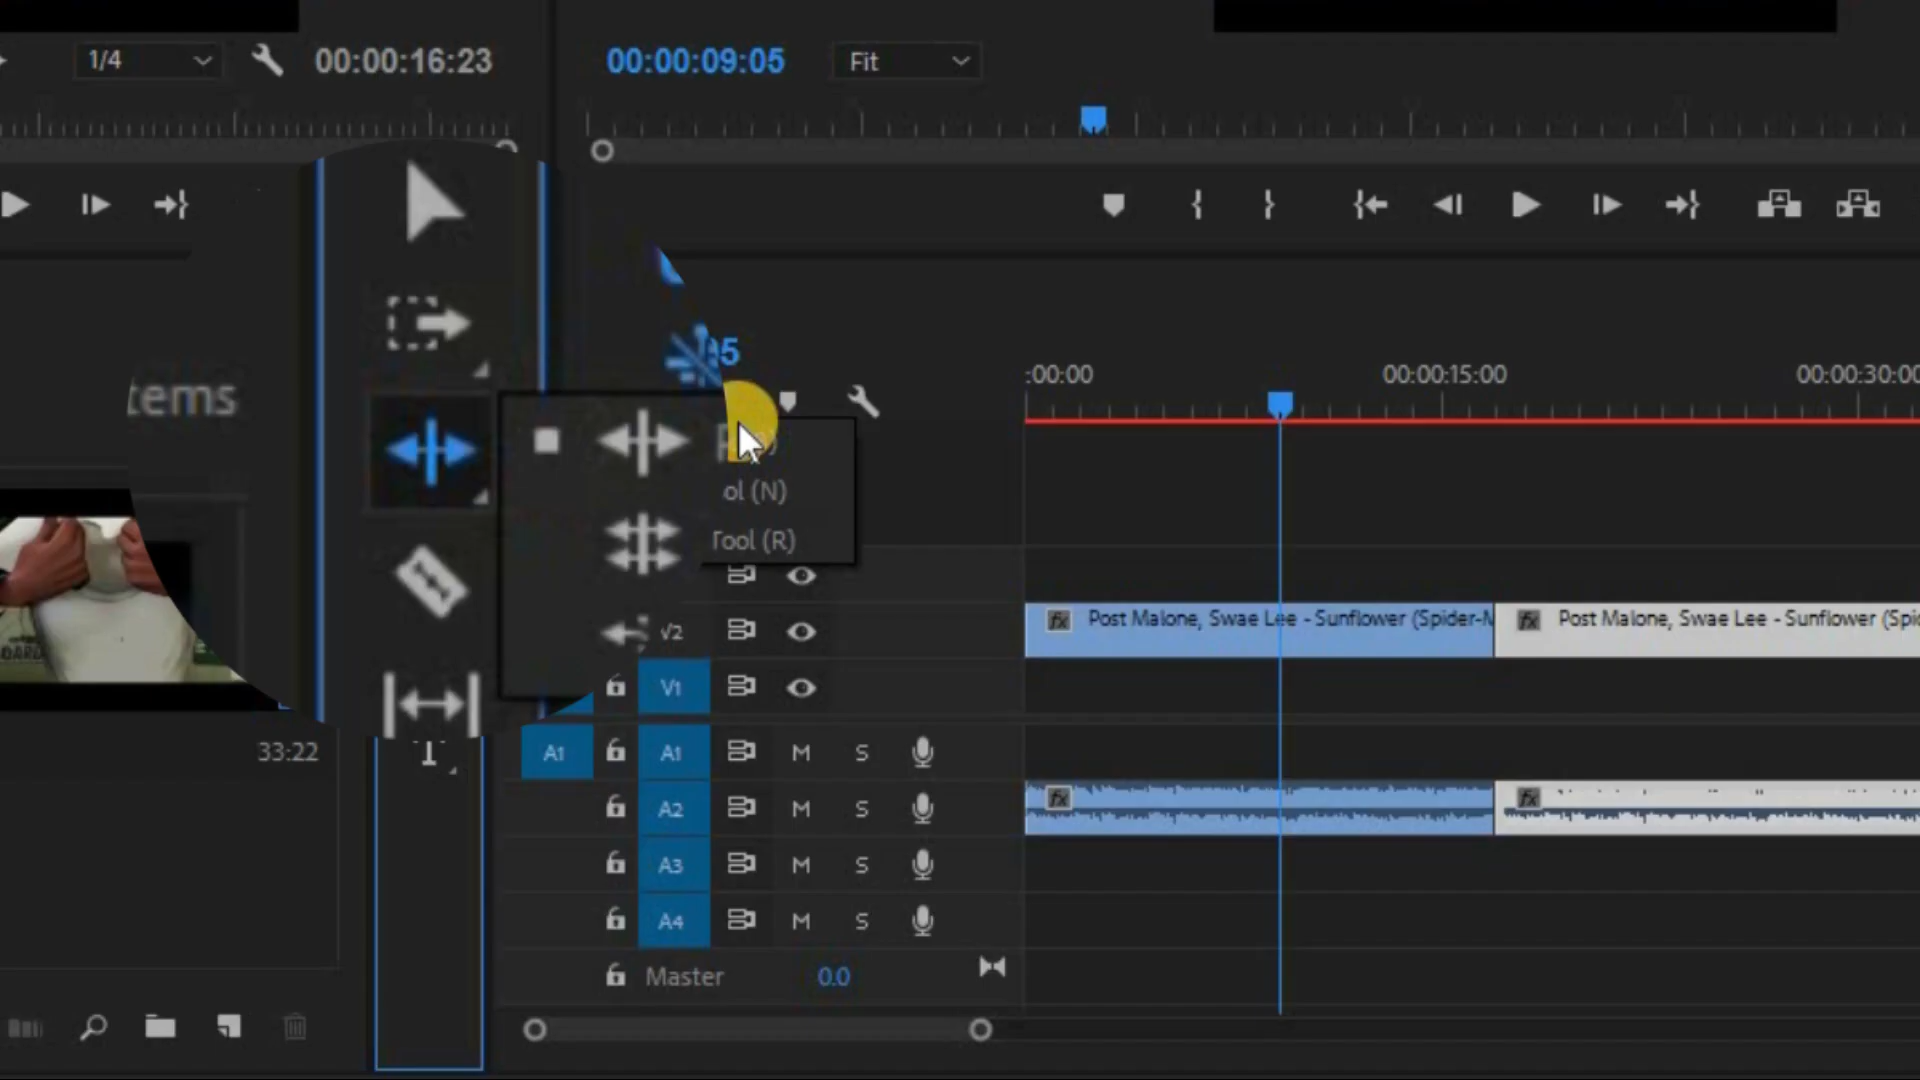 1/4
00:00:16:23
00:00:09:05
Fit
tems
:00:00
00:00:15:00
00:00:30:00
ol (N)
Tool (R)
V2
Post Malone, Swae Lee - Sunflower (Spider-M
Post Malone, Swae Lee - Sunflower (Spi
V1
33:22
A1
A1
M
S
A2
M
S
A3
M
S
A4
M
S
Master
0.0